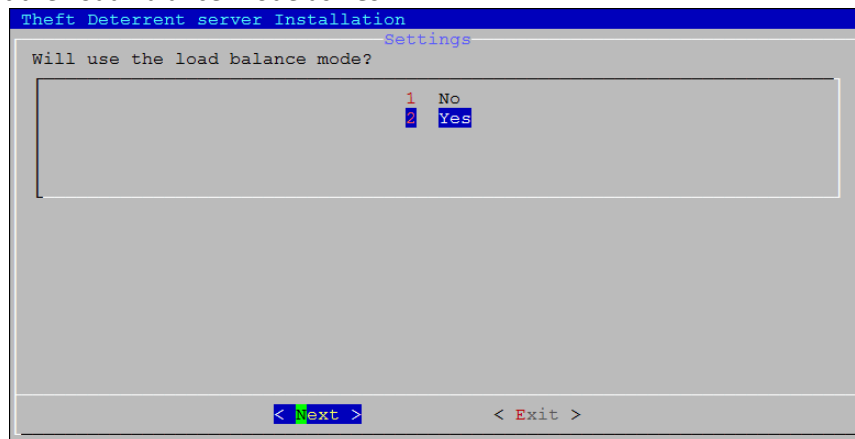 Theft Deterrent server Installation
Settings
Will use the load balance mode?
1 No
2 Yes
< Next > < Exit >